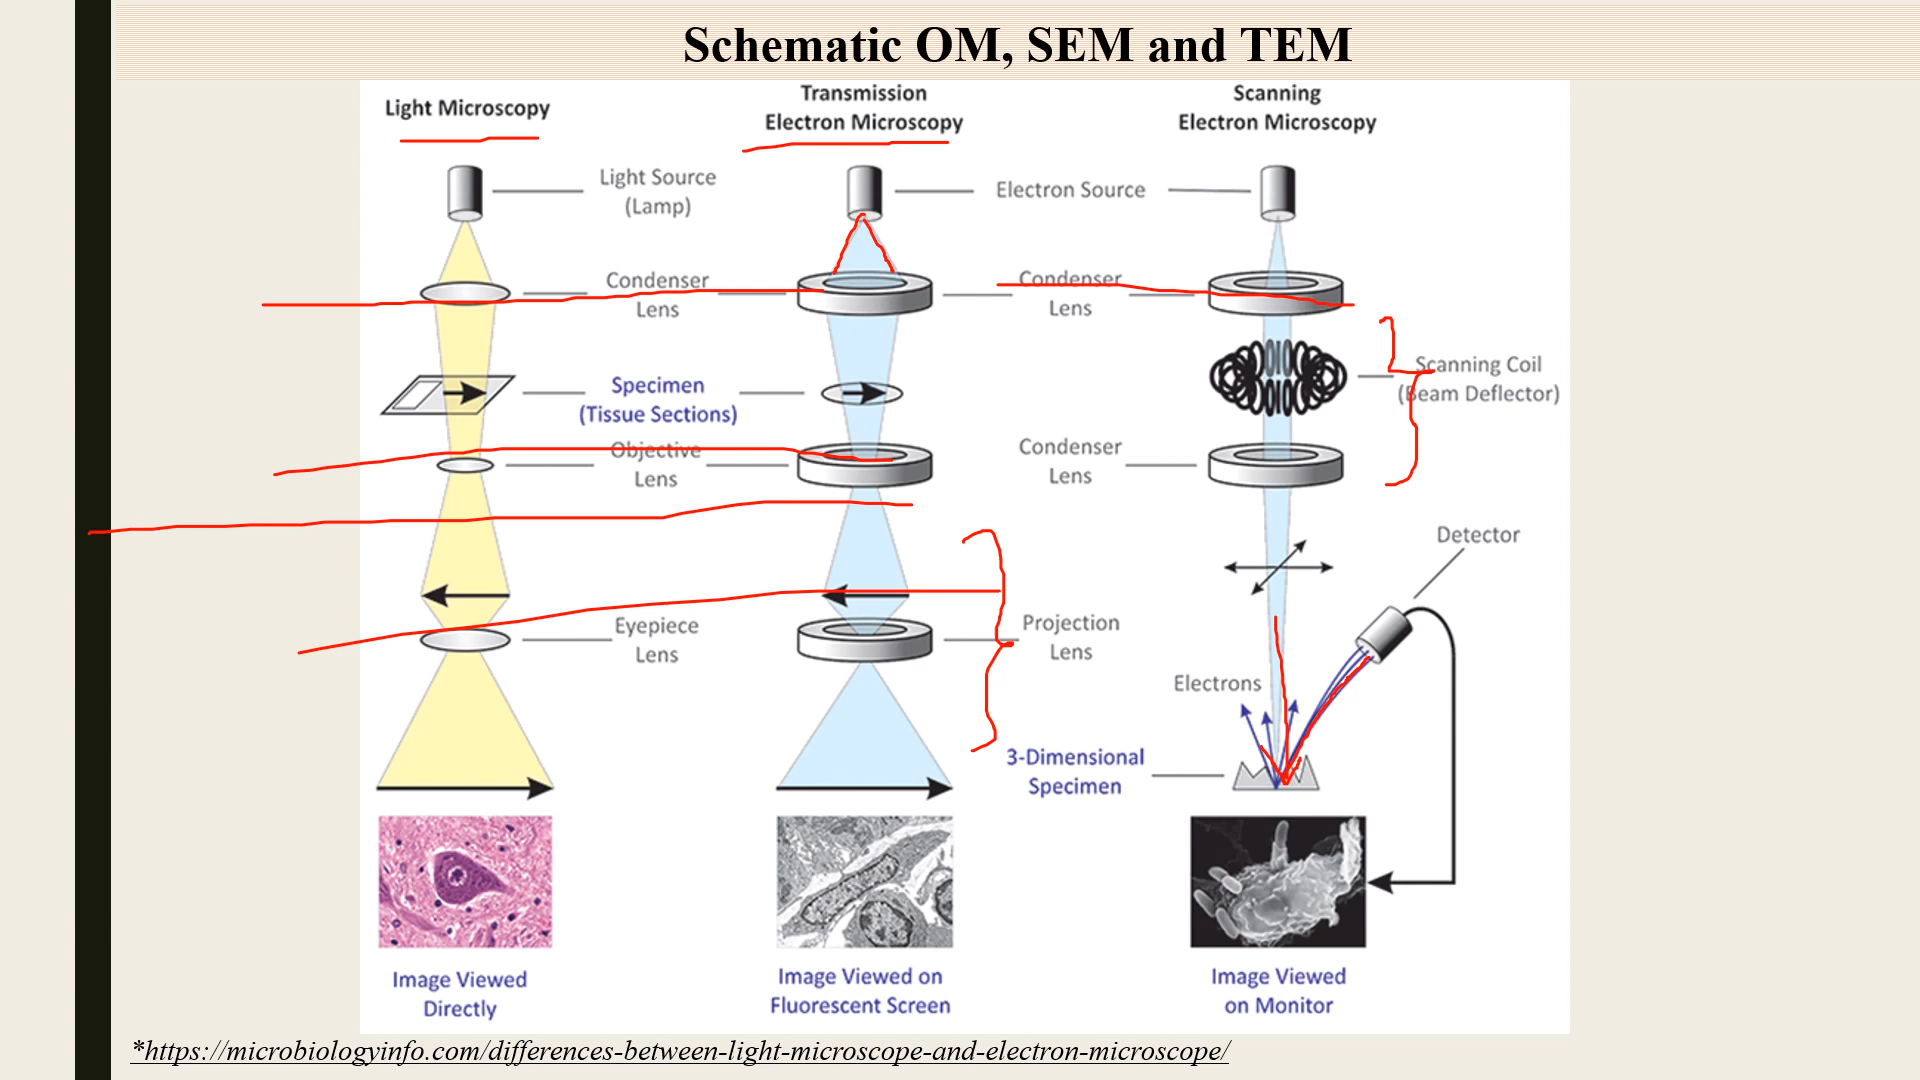 Schematic OM, SEM and TEM
Light Microscopy
Transmission
Electron Microscopy
Scanning
Electron Microscopy
Light Source
(Lamp)
Electron Source
Condenser
Lens
Condenser
Lens
Specimen
(Tissue Sections)
Scanning Coil
(Beam Deflector)
Objective
Lens
Condenser
Lens
Detector
Eyepiece
Lens
Projection
Lens
Electrons
3-Dimensional
Specimen
Image Viewed
Directly
Image Viewed on
Fluorescent Screen
Image Viewed
on Monitor
*https://microbiologyinfo.com/differences-between-light-microscope-and-electron-microscope/